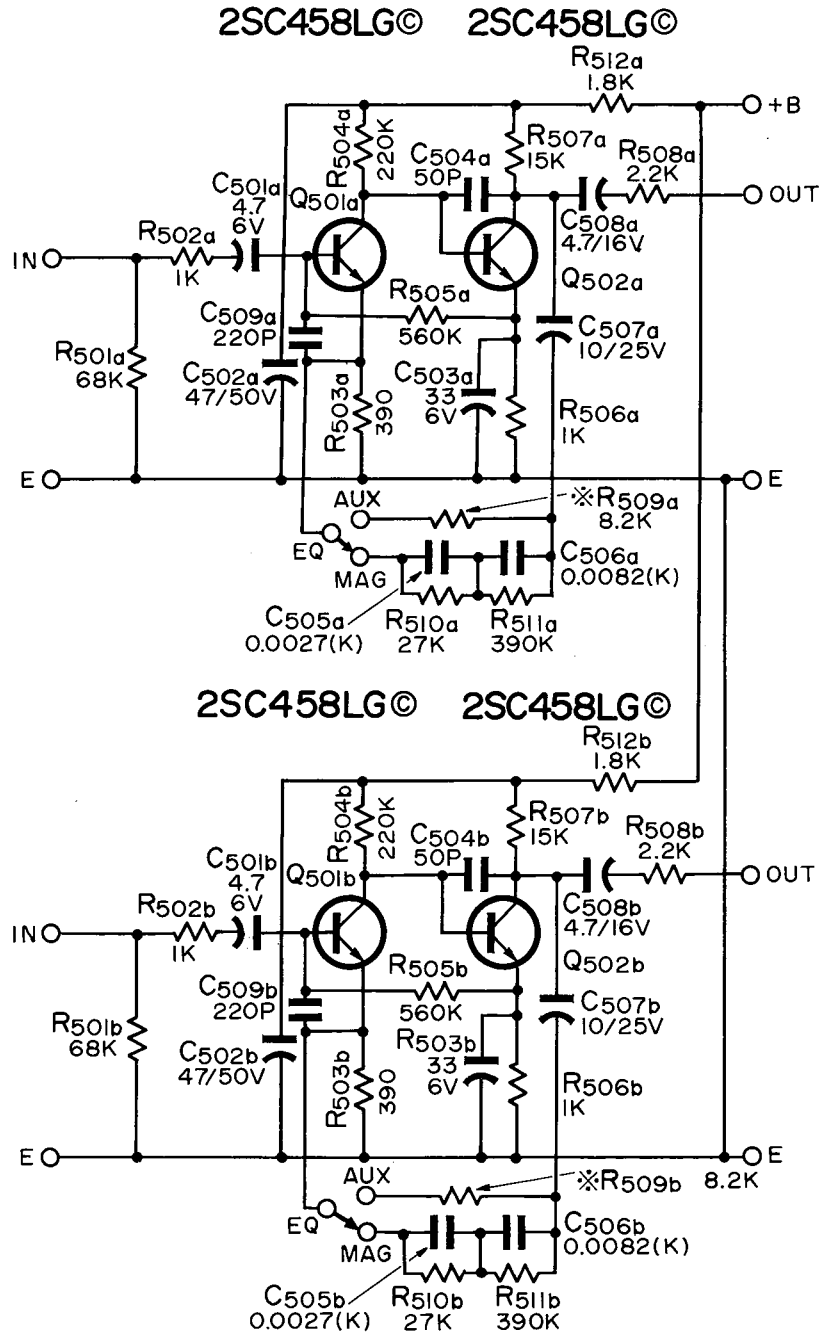 2SC458LG© 2SC458LG©
R512a
1.8K
+B
R504a
220K
R507a
15K
C504a
50P
R508a
2.2K
C501a
4.7
6V
Q501a
OUT
C508a
4.7/16V
R502a
1K
IN
Q502a
R505a
560K
C509a
220P
C507a
10/25V
R501a
68K
C502a
47/50V
R503a
390
C503a
33
6V
R506a
1K
E
E
AUX
※R509a
8.2K
EQ
MAG
C506a
0.0082(K)
C505a
0.0027(K)
R510a
27K
R511a
390K
2SC458LG© 2SC458LG©
R512b
1.8K
R504b
220K
R507b
15K
C504b
50P
R508b
2.2K
C501b
4.7
6V
Q501b
OUT
C508b
4.7/16V
R502b
1K
IN
Q502b
R505b
560K
C509b
220P
C507b
10/25V
R501b
68K
C502b
47/50V
R503b
390
R503b
33
6V
R506b
1K
E
E
8.2K
AUX
※R509b
EQ
MAG
C506b
0.0082(K)
C505b
0.0027(K)
R510b
27K
R511b
390K